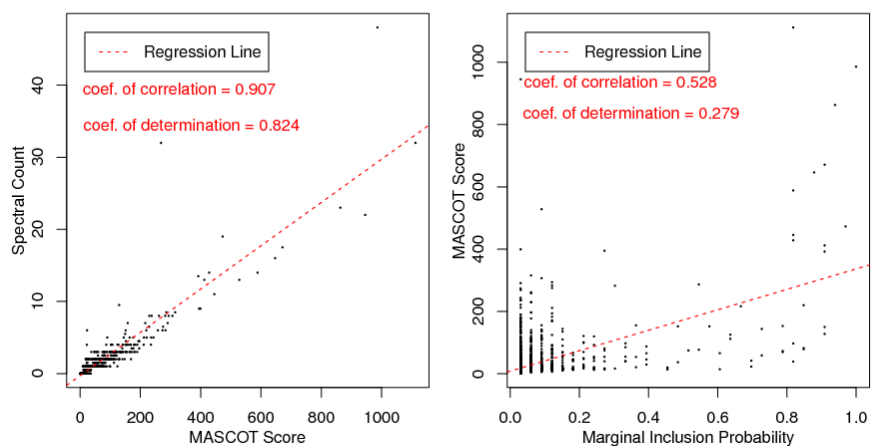 Regression Line
coef. of correlation = 0.907
coef. of determination = 0.824
Spectral Count
0
10
20
30
40
0
200
400
600
800
1000
MASCOT Score
Regression Line
coef. of correlation = 0.528
coef. of determination = 0.279
MASCOT Score
0
200
400
600
800
1000
0.0
0.2
0.4
0.6
0.8
1.0
Marginal Inclusion Probability